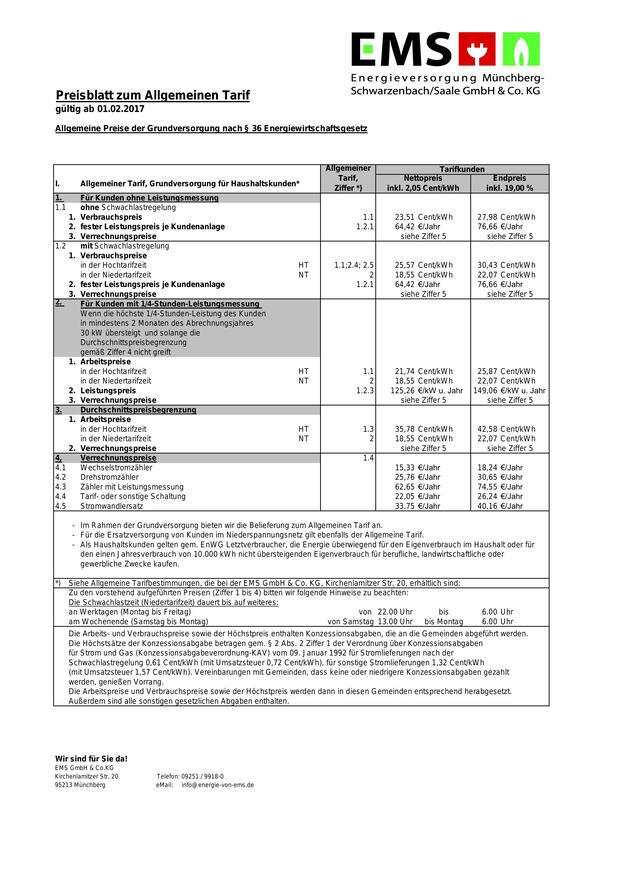 EMS
Energieversorgung Münchberg-
Schwarzenbach/Saale GmbH & Co. KG
Preisblatt zum Allgemeinen Tarif
gültig ab 01.02.2017
Allgemeine Preise der Grundversorgung nach § 36 Energiewirtschaftsgesetz
I. Allgemeiner Tarif, Grundversorgung für Haushaltskunden* Allgemeiner Tarif, Ziffer *) Tarifkunden
Nettopreis inkl. 2,05 Cent/kWh Endpreis inkl. 19,00 %
1. Für Kunden ohne Leistungsmessung
1.1 ohne Schwachlastregelung
1. Verbrauchspreis 1.1 23,51 Cent/kWh 27,98 Cent/kWh
2. fester Leistungspreis je Kundenanlage 1.2.1 64,42 €/Jahr 76,66 €/Jahr
3. Verrechnungspreise siehe Ziffer 5 siehe Ziffer 5
1.2 mit Schwachlastregelung
1. Verbrauchspreise
in der Hochtarifzeit HT 1.1;2.4; 2.5 25,57 Cent/kWh 30,43 Cent/kWh
in der Niedertarifzeit NT 2 18,55 Cent/kWh 22,07 Cent/kWh
2. fester Leistungspreis je Kundenanlage 1.2.1 64,42 €/Jahr 76,66 €/Jahr
3. Verrechnungspreise siehe Ziffer 5 siehe Ziffer 5
2. Für Kunden mit 1/4-Stunden-Leistungsmessung
Wenn die höchste 1/4-Stunden-Leistung des Kunden
in mindestens 2 Monaten des Abrechnungsjahres
30 kW übersteigt und solange die
Durchschnittspreisbegrenzung
gemäß Ziffer 4 nicht greift
1. Arbeitspreise
in der Hochtarifzeit HT 1.1 21,74 Cent/kWh 25,87 Cent/kWh
in der Niedertarifzeit NT 2 18,55 Cent/kWh 22,07 Cent/kWh
2. Leistungspreis 1.2.3 125,26 €/kW u. Jahr 149,06 €/kW u. Jahr
3. Verrechnungspreise siehe Ziffer 5 siehe Ziffer 5
3. Durchschnittspreisbegrenzung
1. Arbeitspreise
in der Hochtarifzeit HT 1.3 35,78 Cent/kWh 42,58 Cent/kWh
in der Niedertarifzeit NT 2 18,55 Cent/kWh 22,07 Cent/kWh
2. Verrechnungspreise siehe Ziffer 5 siehe Ziffer 5
4. Verrechnungspreise 1.4
4.1 Wechselstromzähler 15,33 €/Jahr 18,24 €/Jahr
4.2 Drehstromzähler 25,76 €/Jahr 30,65 €/Jahr
4.3 Zähler mit Leistungsmessung 62,65 €/Jahr 74,55 €/Jahr
4.4 Tarif- oder sonstige Schaltung 22,05 €/Jahr 26,24 €/Jahr
4.5 Stromwandlersatz 33,75 €/Jahr 40,16 €/Jahr
- Im Rahmen der Grundversorgung bieten wir die Belieferung zum Allgemeinen Tarif an.
- Für die Ersatzversorgung von Kunden im Niederspannungsnetz gilt ebenfalls der Allgemeine Tarif.
- Als Haushaltskunden gelten gem. EnWG Letztverbraucher, die Energie überwiegend für den Eigenverbrauch im Haushalt oder für
den einen Jahresverbrauch von 10.000 kWh nicht übersteigenden Eigenverbrauch für berufliche, landwirtschaftliche oder
gewerbliche Zwecke kaufen.
*) Siehe Allgemeine Tarifbestimmungen, die bei der EMS GmbH & Co. KG, Kirchenlamitzer Str. 20, erhältlich sind;
Zu den vorstehend aufgeführten Preisen (Ziffer 1 bis 4) bitten wir folgende Hinweise zu beachten:
Die Schwachlastzeit (Niedertarifzeit) dauert bis auf weiteres:
an Werktagen (Montag bis Freitag) von 22.00 Uhr bis 6.00 Uhr
am Wochenende (Samstag bis Montag) von Samstag 13.00 Uhr bis Montag 6.00 Uhr
Die Arbeits- und Verbrauchspreise sowie der Höchstpreis enthalten Konzessionsabgaben, die an die Gemeinden abgeführt werden.
Die Höchstsätze der Konzessionsabgabe betragen gem. § 2 Abs. 2 Ziffer 1 der Verordnung über Konzessionsabgaben
für Strom und Gas (Konzessionsabgabeverordnung-KAV) vom 09. Januar 1992 für Stromlieferungen nach der
Schwachlastregelung 0,61 Cent/kWh (mit Umsatzsteuer 0,72 Cent/kWh), für sonstige Stromlieferungen 1,32 Cent/kWh
(mit Umsatzsteuer 1,57 Cent/kWh). Vereinbarungen mit Gemeinden, dass keine oder niedrigere Konzessionsabgaben gezahlt
werden, genießen Vorrang.
Die Arbeitspreise und Verbrauchspreise sowie der Höchstpreis werden dann in diesen Gemeinden entsprechend herabgesetzt.
Außerdem sind alle sonstigen gesetzlichen Abgaben enthalten.
Wir sind für Sie da!
EMS GmbH & Co.KG
Kirchenlamitzer Str. 20 Telefon: 09251 / 9918-0
95213 Münchberg eMail: info@energie-von-ems.de